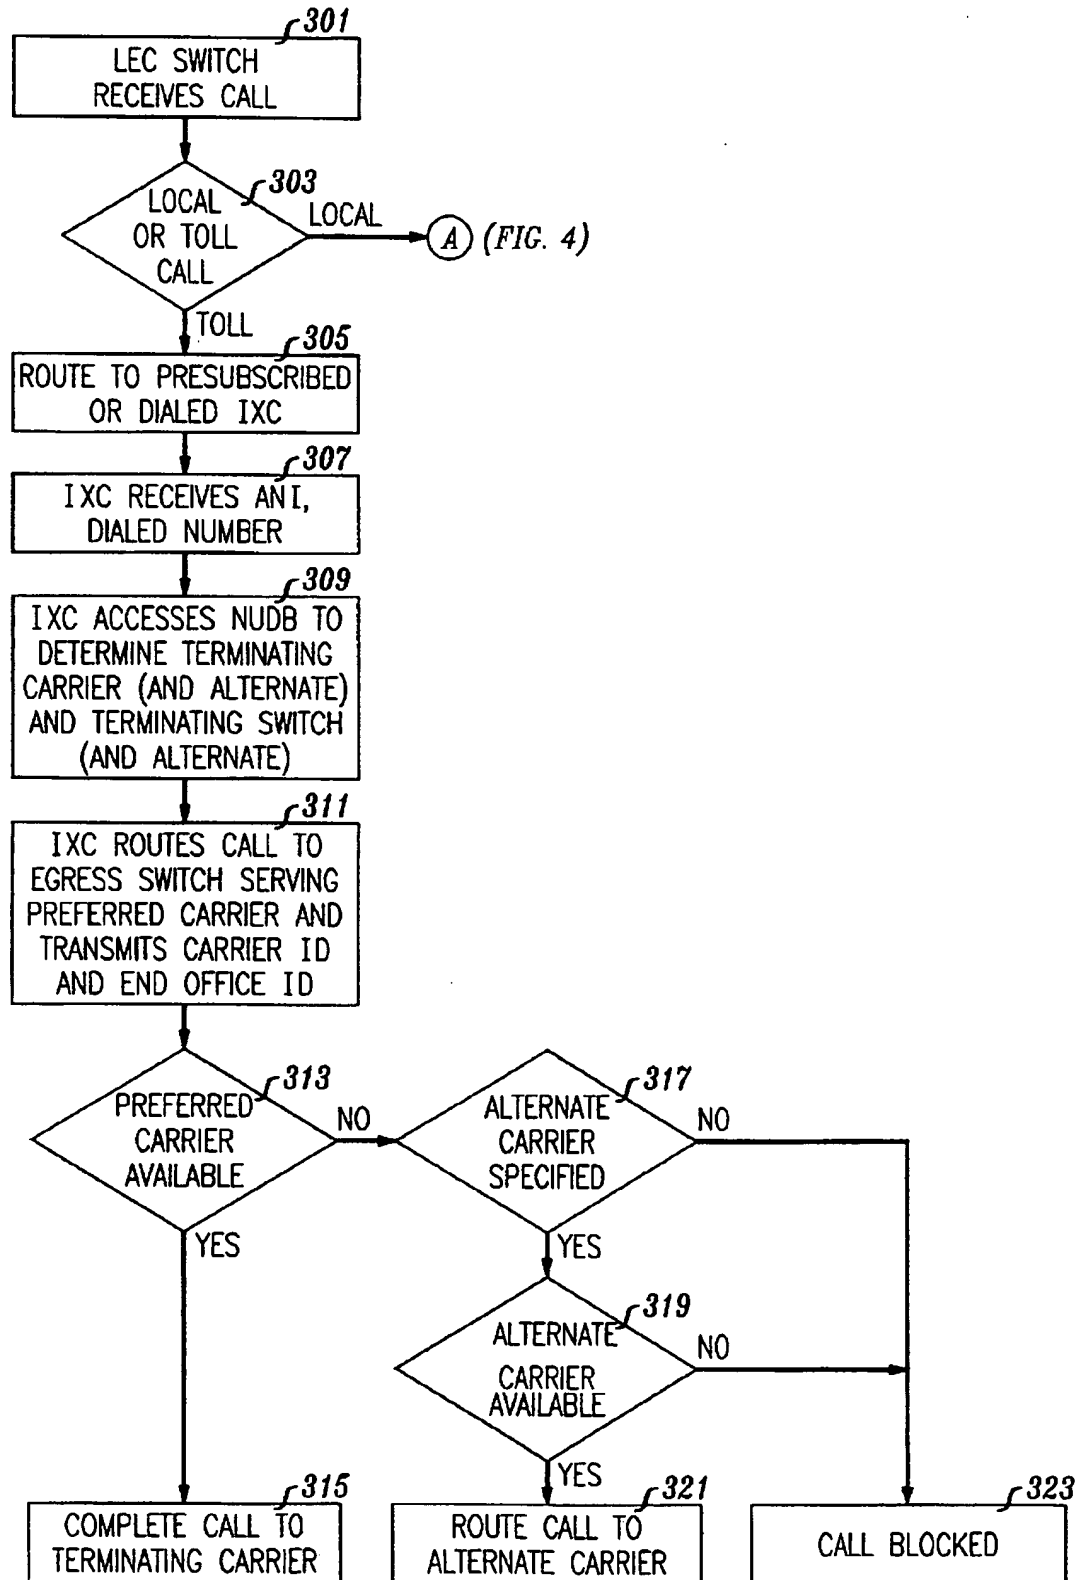 301
LEC SWITCH
RECEIVES CALL
303
LOCAL
OR TOLL
CALL
LOCAL
A (FIG. 4)
TOLL
305
ROUTE TO PRESUBSCRIBED
OR DIALED IXC
307
IXC RECEIVES ANI,
DIALED NUMBER
309
IXC ACCESSES NUDB TO
DETERMINE TERMINATING
CARRIER (AND ALTERNATE)
AND TERMINATING SWITCH
(AND ALTERNATE)
311
IXC ROUTES CALL TO
EGRESS SWITCH SERVING
PREFERRED CARRIER AND
TRANSMITS CARRIER ID
AND END OFFICE ID
313
PREFERRED
CARRIER
AVAILABLE
NO
YES
317
ALTERNATE
CARRIER
SPECIFIED
NO
YES
319
ALTERNATE
CARRIER
AVAILABLE
NO
YES
315
COMPLETE CALL TO
TERMINATING CARRIER
321
ROUTE CALL TO
ALTERNATE CARRIER
323
CALL BLOCKED